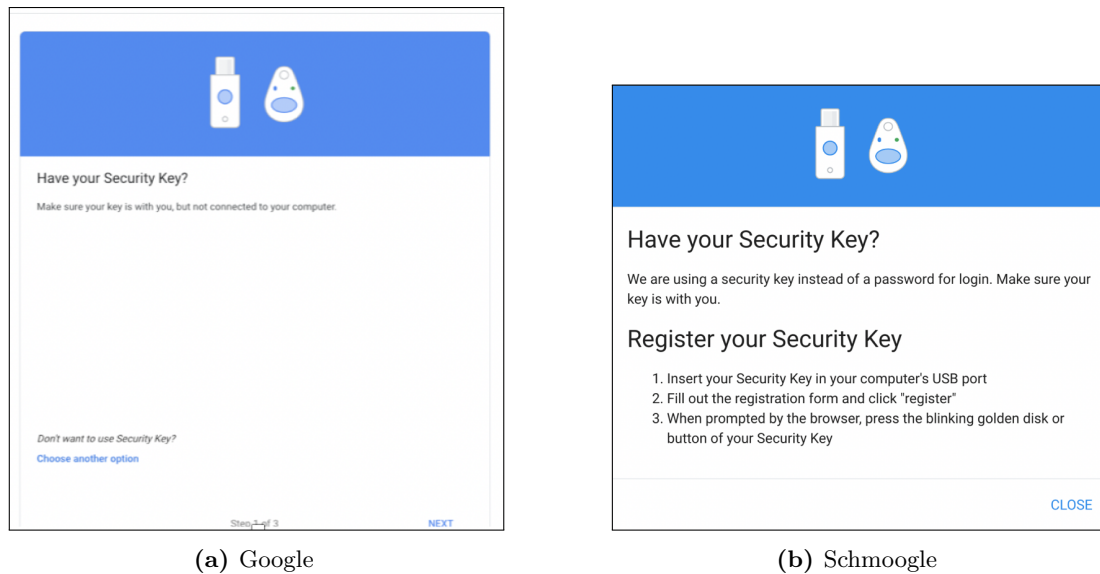 Have your Security Key?
Make sure your key is with you, but not connected to your computer.
Don't want to use Security Key?
Choose another option
Step 1 of 3
NEXT
(a) Google
Have your Security Key?
We are using a security key instead of a password for login. Make sure your
key is with you.
Register your Security Key
1. Insert your Security Key in your computer's USB port
2. Fill out the registration form and click "register"
3. When prompted by the browser, press the blinking golden disk or
button of your Security Key
CLOSE
(b) Schmoogle